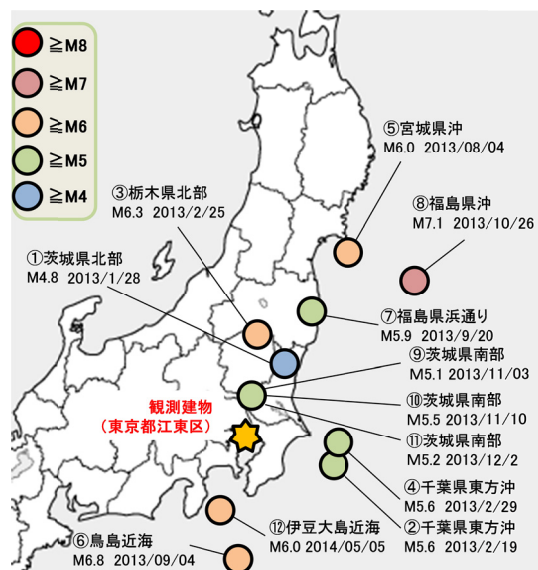 ≧M8
≧M7
≧M6
≧M5
≧M4
⑤宮城県沖
M6.0 2013/08/04
③栃木県北部
M6.3 2013/2/25
⑧福島県沖
M7.1 2013/10/26
①茨城県北部
M4.8 2013/1/28
⑦福島県浜通り
M5.9 2013/9/20
⑨茨城県南部
M5.1 2013/11/03
⑩茨城県南部
M5.5 2013/11/10
⑪茨城県南部
M5.2 2013/12/2
観測建物
(東京都江東区)
④千葉県東方沖
M5.6 2013/2/29
②千葉県東方沖
M5.6 2013/2/19
⑫伊豆大島近海
M6.0 2014/05/05
⑥鳥島近海
M6.8 2013/09/04